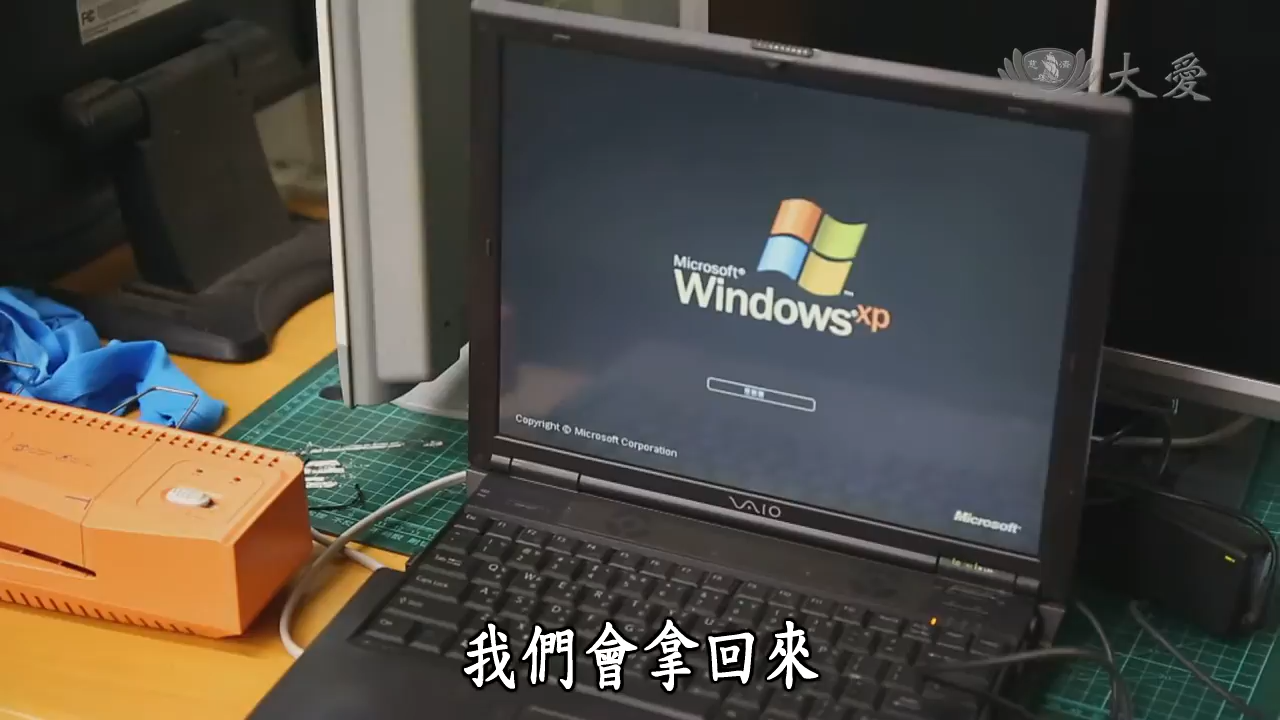 大愛
Microsoft®
Windows® xp
Copyright © Microsoft Corporation
Microsoft®
VAIO
我們會拿回來